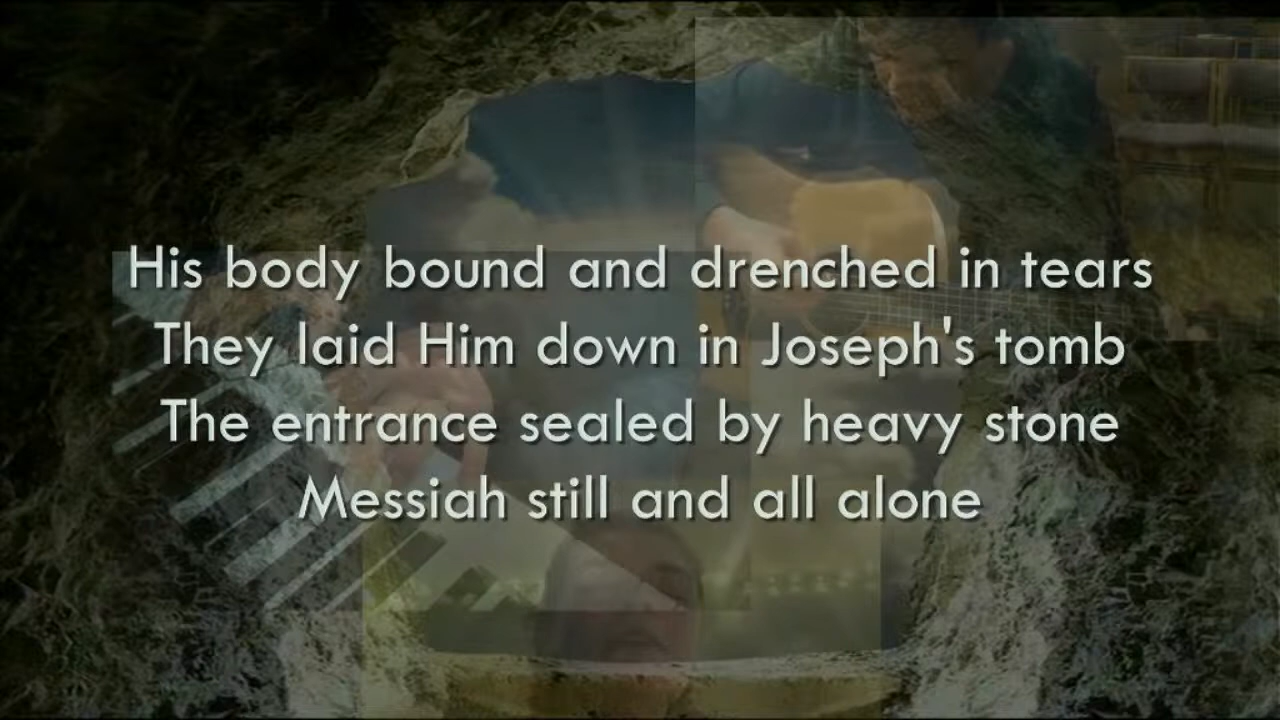 His body bound and drenched in tears
They laid Him down in Joseph's tomb
The entrance sealed by heavy stone
Messiah still and all alone